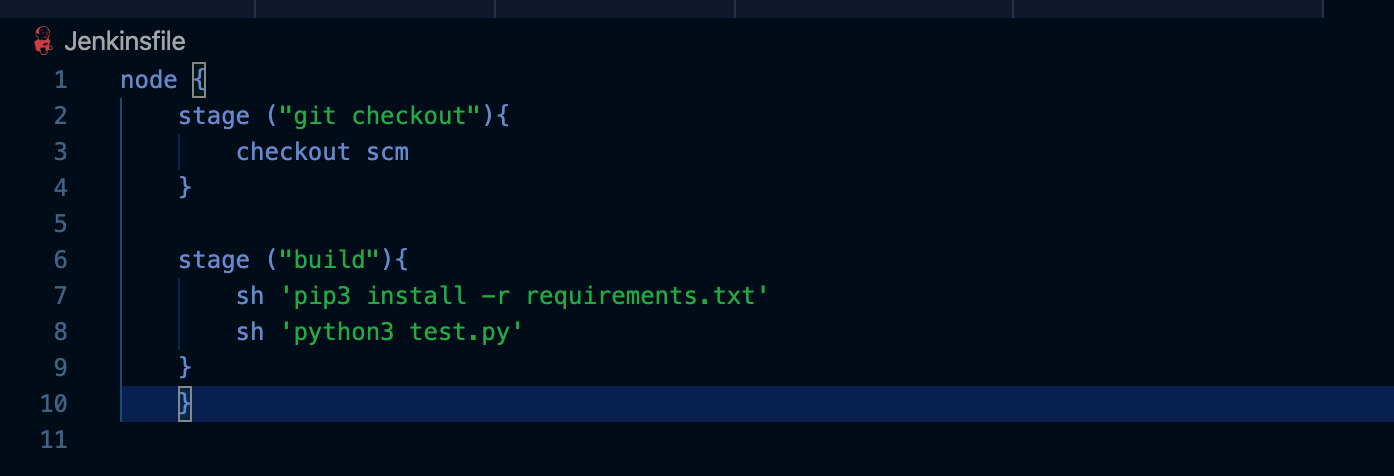 Jenkinsfile
1 node {
2     stage ("git checkout"){
3         checkout scm
4     }
5
6     stage ("build"){
7         sh 'pip3 install -r requirements.txt'
8         sh 'python3 test.py'
9     }
10     }
11